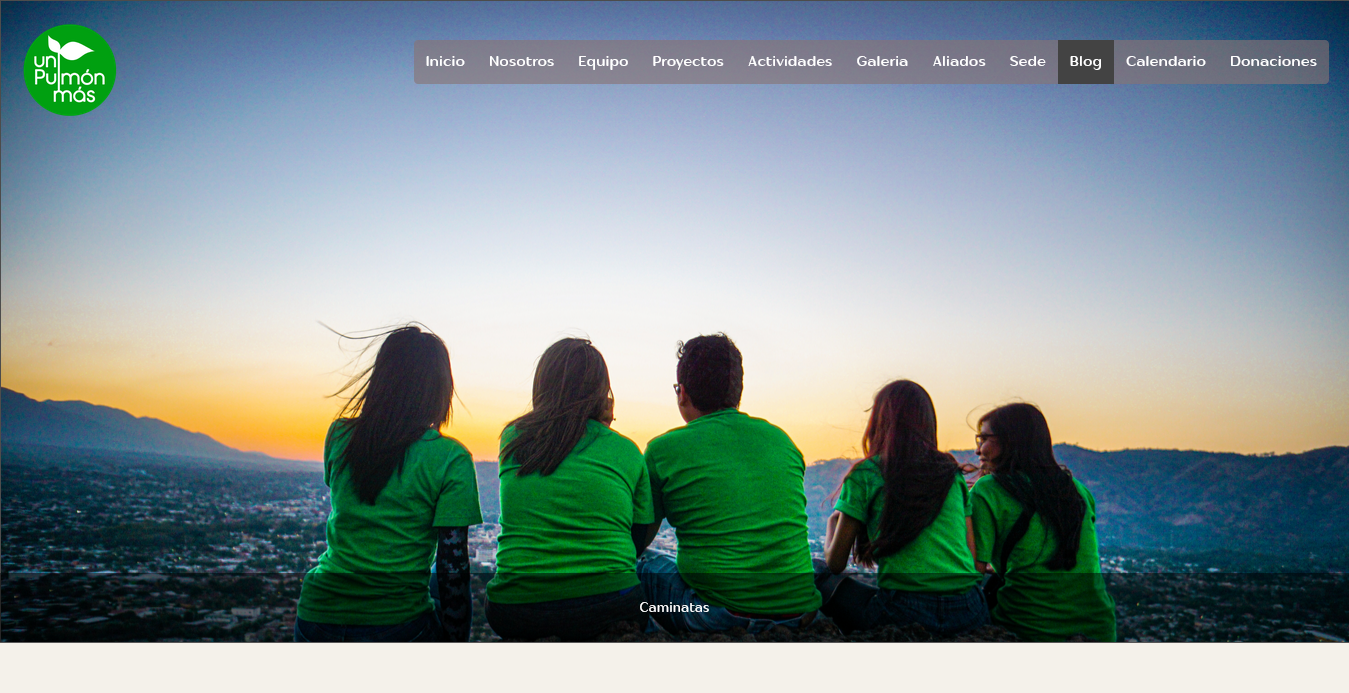 un
Pulmón
más
Inicio Nosotros Equipo Proyectos Actividades Galeria Aliados Sede Blog Calendario Donaciones
Caminatas